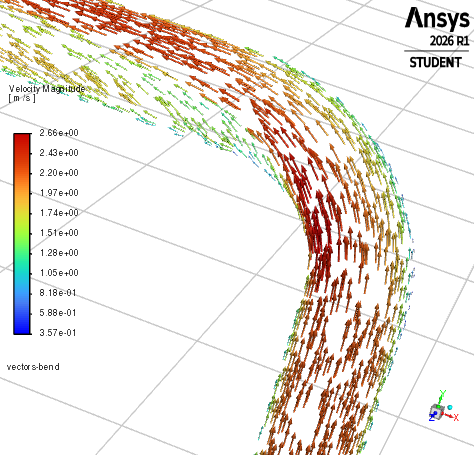 Ansys
2026 R1
STUDENT
Velocity Magnitude
[ m/s ]
2.66e+00
2.43e+00
2.20e+00
1.97e+00
1.74e+00
1.51e+00
1.28e+00
1.05e+00
8.18e-01
5.88e-01
3.57e-01
vectors-bend
Y
Z
X